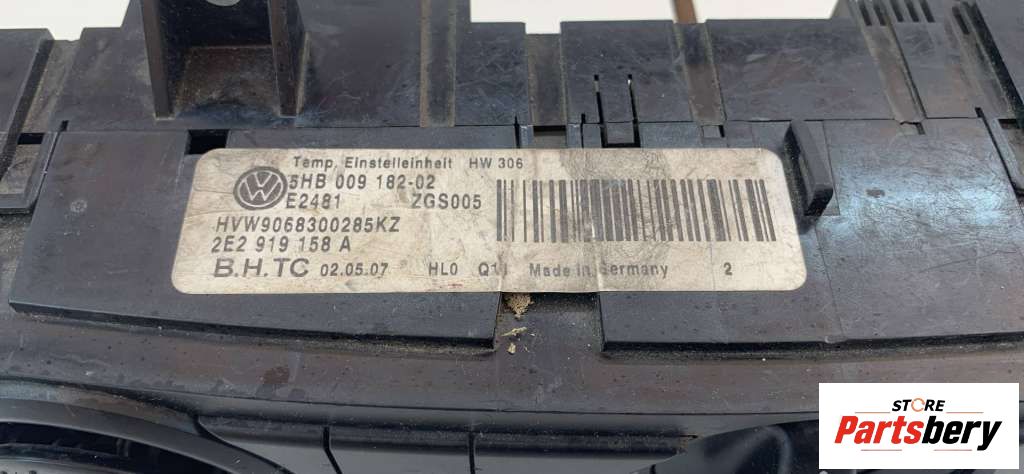 Temp. Einstelleinheit HW 306
5HB 009 182-02
E2481 ZGS005
HVW9068300285KZ
2E2 919 158 A
B.H.TC 02.05.07 HL0 Q1 Made in Germany 2
STORE
Partsbery